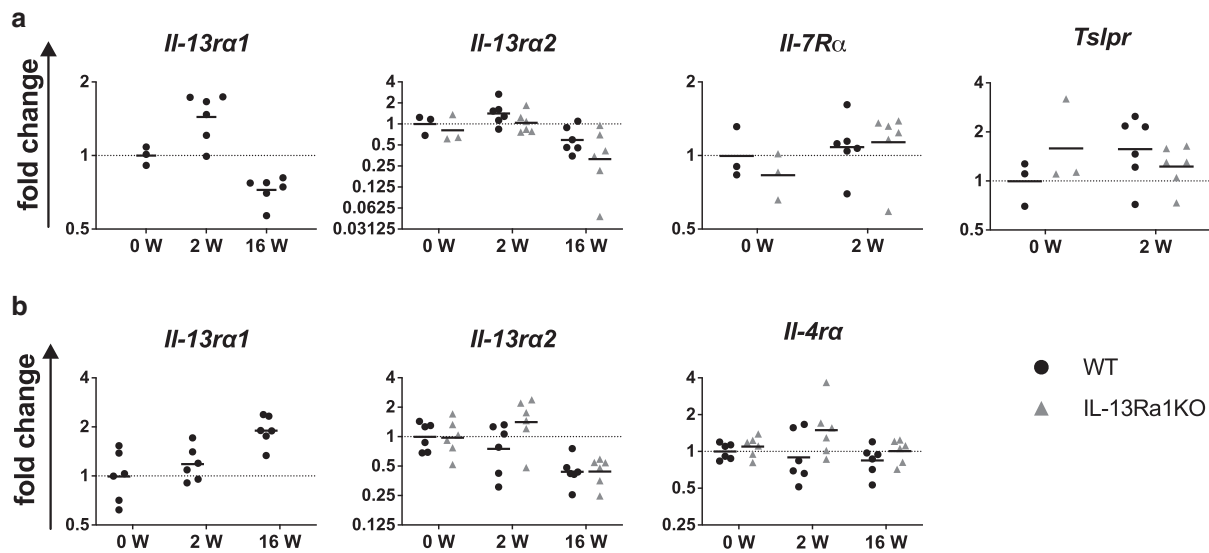 a
Il-13rα1
Il-13rα2
Il-7Rα
Tslpr
fold change
2
1
0.5
0 W 2 W 16 W
4
2
1
0.5
0.25
0.125
0.0625
0.03125
0 W 2 W 16 W
2
1
0.5
0 W 2 W
4
2
1
0.5
0 W 2 W
b
Il-13rα1
Il-13rα2
Il-4rα
fold change
4
2
1
0.5
0 W 2 W 16 W
4
2
1
0.5
0.25
0.125
0 W 2 W 16 W
4
2
1
0.5
0.25
0 W 2 W 16 W
WT
IL-13Ra1KO